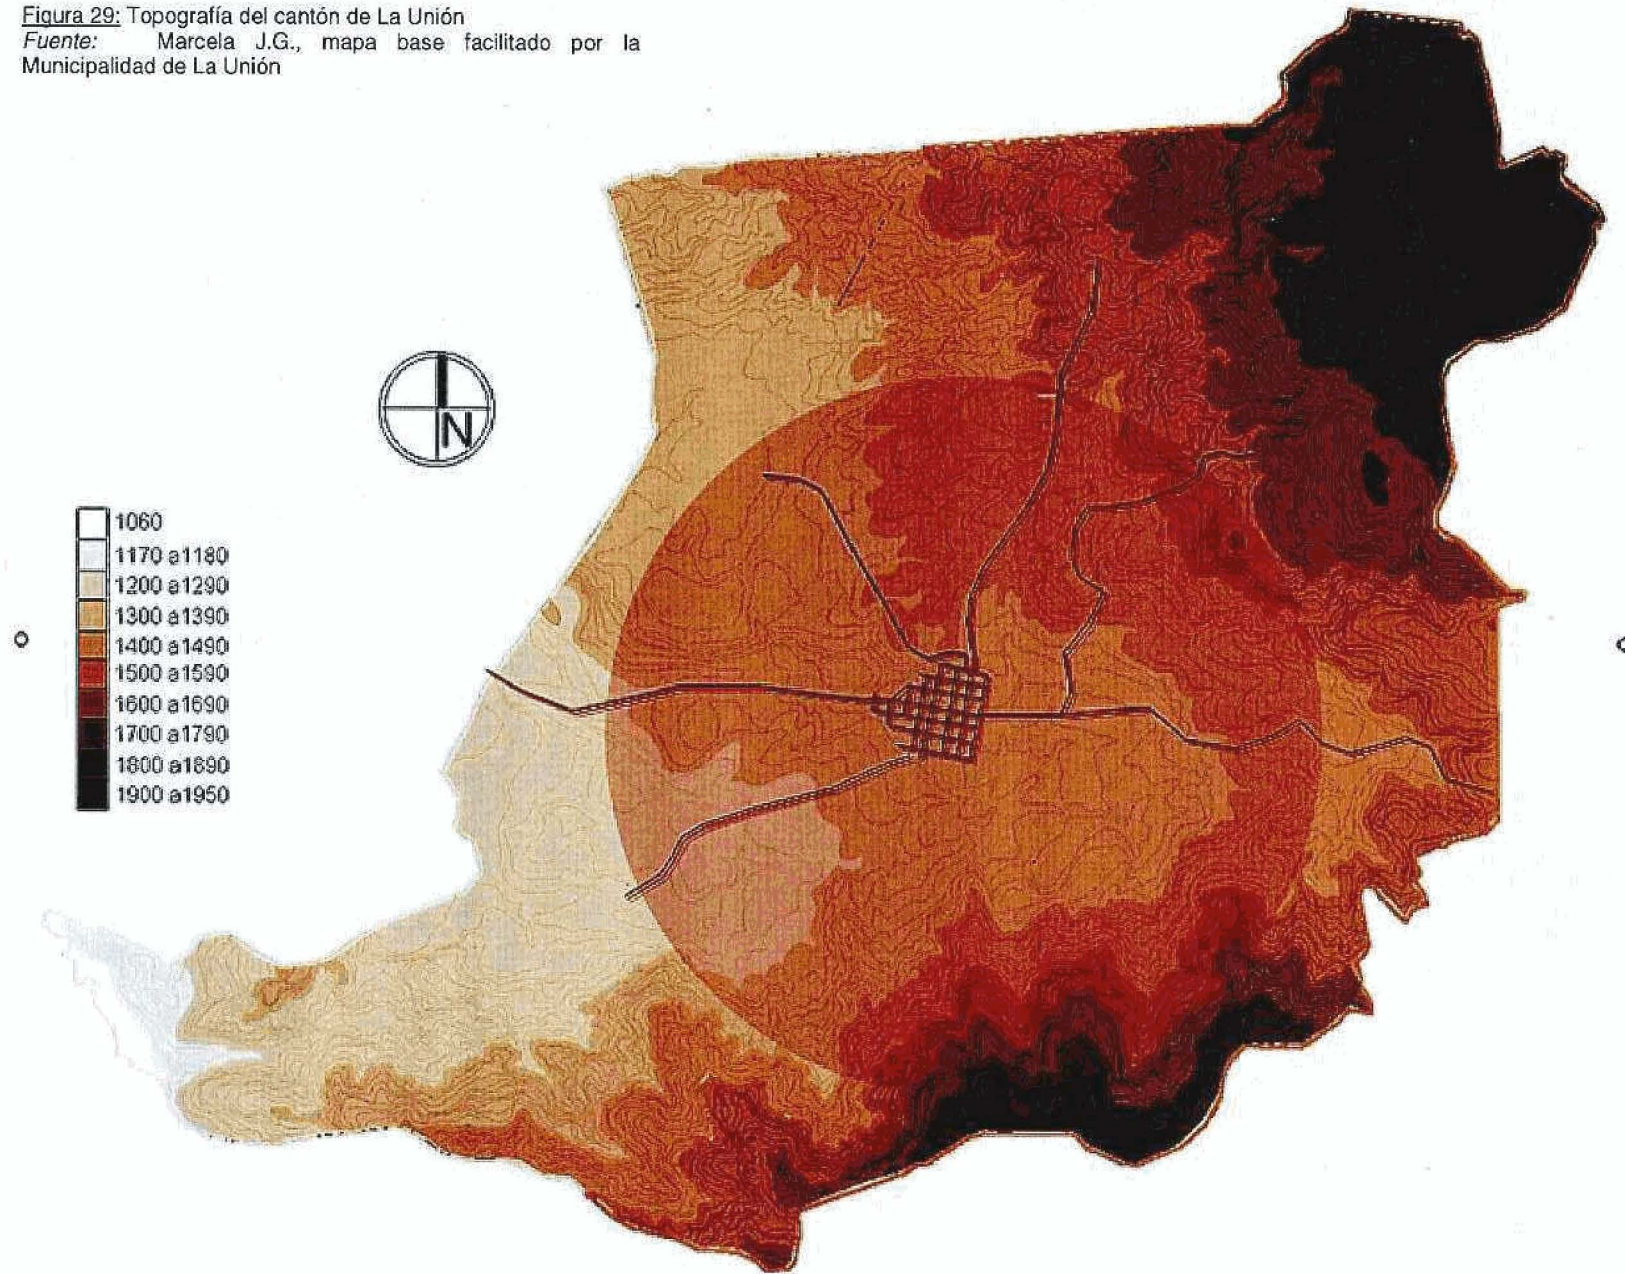 Figura 29: Topografía del cantón de La Unión
Fuente: Marcela J.G., mapa base facilitado por la
Municipalidad de La Unión
N
1060
1170 a1180
1200 a1290
1300 a1390
1400 a1490
1500 a1590
1600 a1690
1700 a1790
1800 a1890
1900 a1950